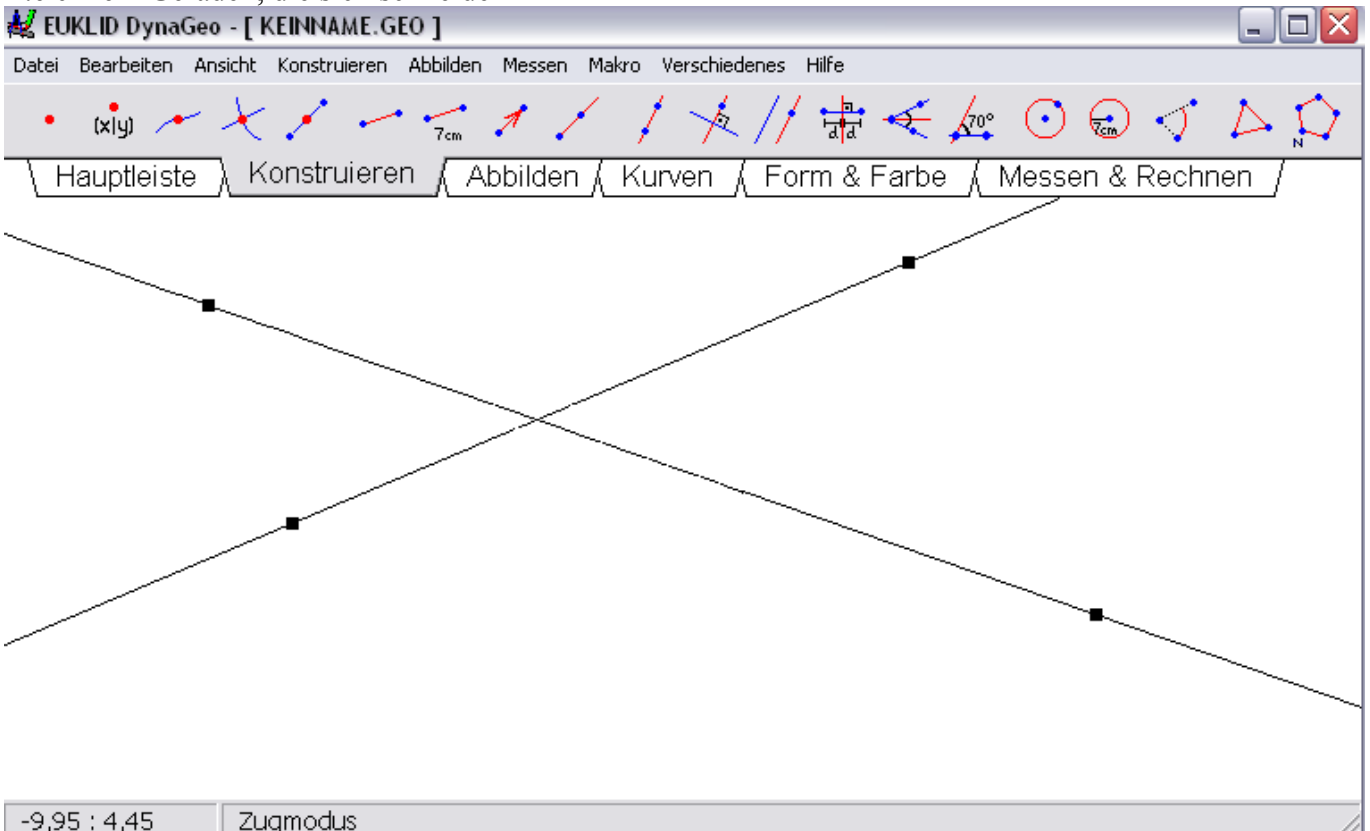 EUKLID DynaGeo - [ KEINNAME.GEO ]
Datei Bearbeiten Ansicht Konstruieren Abbilden Messen Makro Verschiedenes Hilfe
(x|y) 7cm d d 70° 7cm N
Hauptleiste Konstruieren Abbilden Kurven Form & Farbe Messen & Rechnen
-9,95 : 4,45 Zugmodus